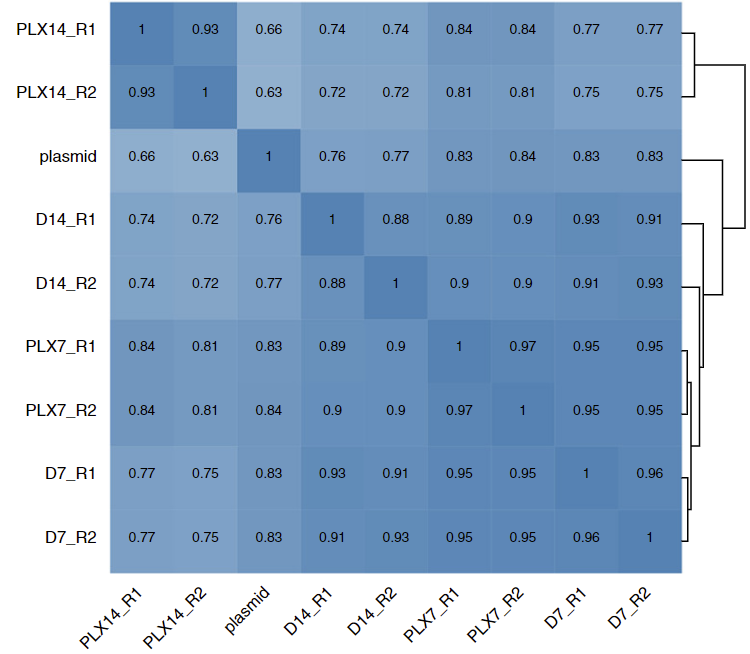 PLX14_R1 1 0.93 0.66 0.74 0.74 0.84 0.84 0.77 0.77
PLX14_R2 0.93 1 0.63 0.72 0.72 0.81 0.81 0.75 0.75
plasmid 0.66 0.63 1 0.76 0.77 0.83 0.84 0.83 0.83
D14_R1 0.74 0.72 0.76 1 0.88 0.89 0.9 0.93 0.91
D14_R2 0.74 0.72 0.77 0.88 1 0.9 0.9 0.91 0.93
PLX7_R1 0.84 0.81 0.83 0.89 0.9 1 0.97 0.95 0.95
PLX7_R2 0.84 0.81 0.84 0.9 0.9 0.97 1 0.95 0.95
D7_R1 0.77 0.75 0.83 0.93 0.91 0.95 0.95 1 0.96
D7_R2 0.77 0.75 0.83 0.91 0.93 0.95 0.95 0.96 1
PLX14_R1 PLX14_R2 plasmid D14_R1 D14_R2 PLX7_R1 PLX7_R2 D7_R1 D7_R2